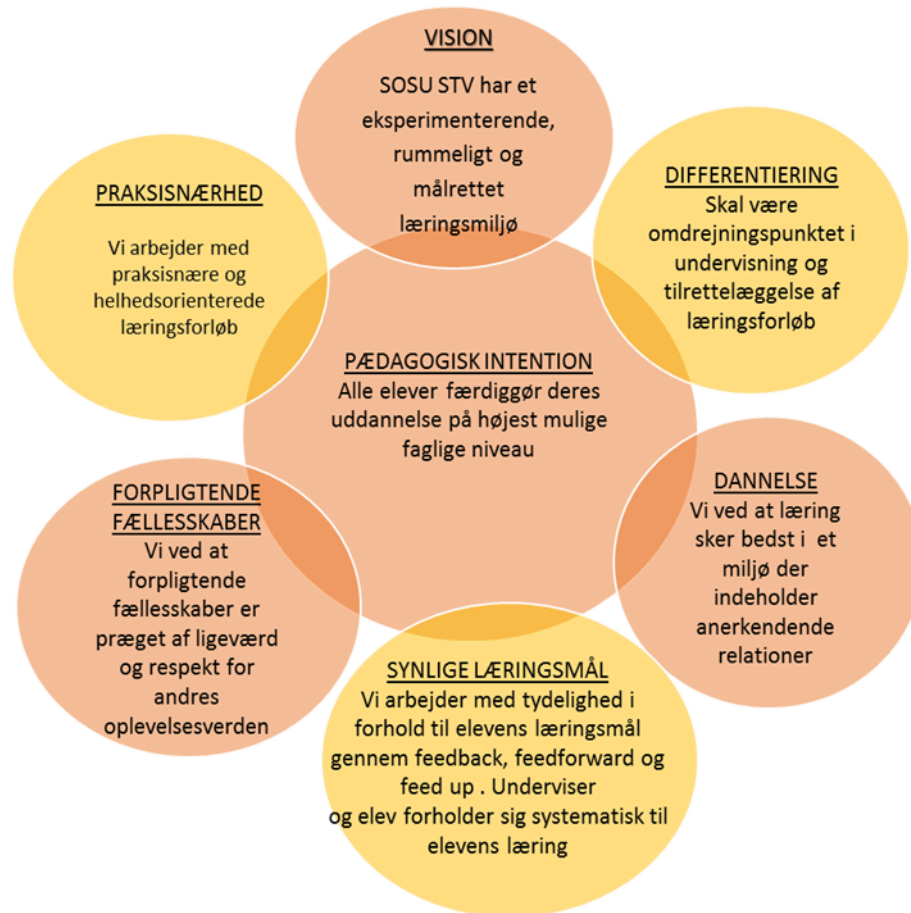 VISION
SOSU STV har et
eksperimenterende,
rummeligt og
målrettet
læringsmiljø
PRAKSISNÆRHED
Vi arbejder med
praksisnære og
helhedsorienterede
læringsforløb
DIFFERENTIERING
Skal være
omdrejningspunktet i
undervisning og
tilrettelæggelse af
læringsforløb
PÆDAGOGISK INTENTION
Alle elever færdiggør deres
uddannelse på højest mulige
faglige niveau
FORPLIGTENDE
FÆLLESSKABER
Vi ved at
forpligtende
fællesskaber er
præget af ligeværd
og respekt for
andres
oplevelsesverden
DANNELSE
Vi ved at læring
sker bedst i et
miljø der
indeholder
anerkendende
relationer
SYNLIGE LÆRINGSMÅL
Vi arbejder med tydelighed i
forhold til elevens læringsmål
gennem feedback, feedforward og
feed up . Underviser
og elev forholder sig systematisk til
elevens læring